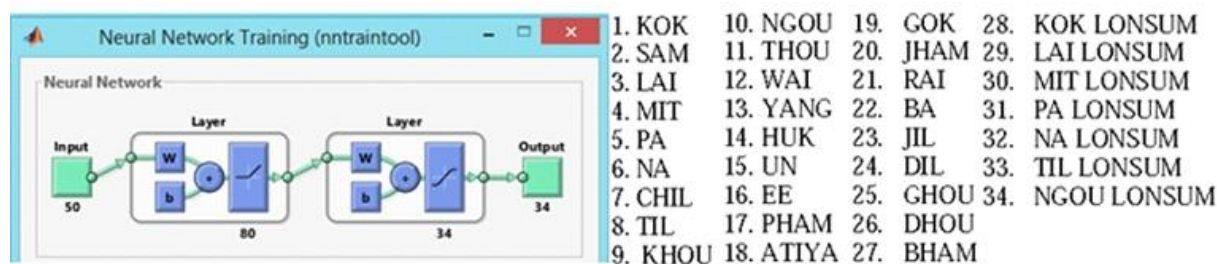 Neural Network Training (nntraintool)
Neural Network
Layer Layer
Input W W Output
b b
50 80 34 34
1. KOK 10. NGOU 19. GOK 28. KOK LONSUM
2. SAM 11. THOU 20. JHAM 29. LAI LONSUM
3. LAI 12. WAI 21. RAI 30. MIT LONSUM
4. MIT 13. YANG 22. BA 31. PA LONSUM
5. PA 14. HUK 23. JIL 32. NA LONSUM
6. NA 15. UN 24. DIL 33. TIL LONSUM
7. CHIL 16. EE 25. GHOU 34. NGOU LONSUM
8. TIL 17. PHAM 26. DHOU
9. KHOU 18. ATIYA 27. BHAM